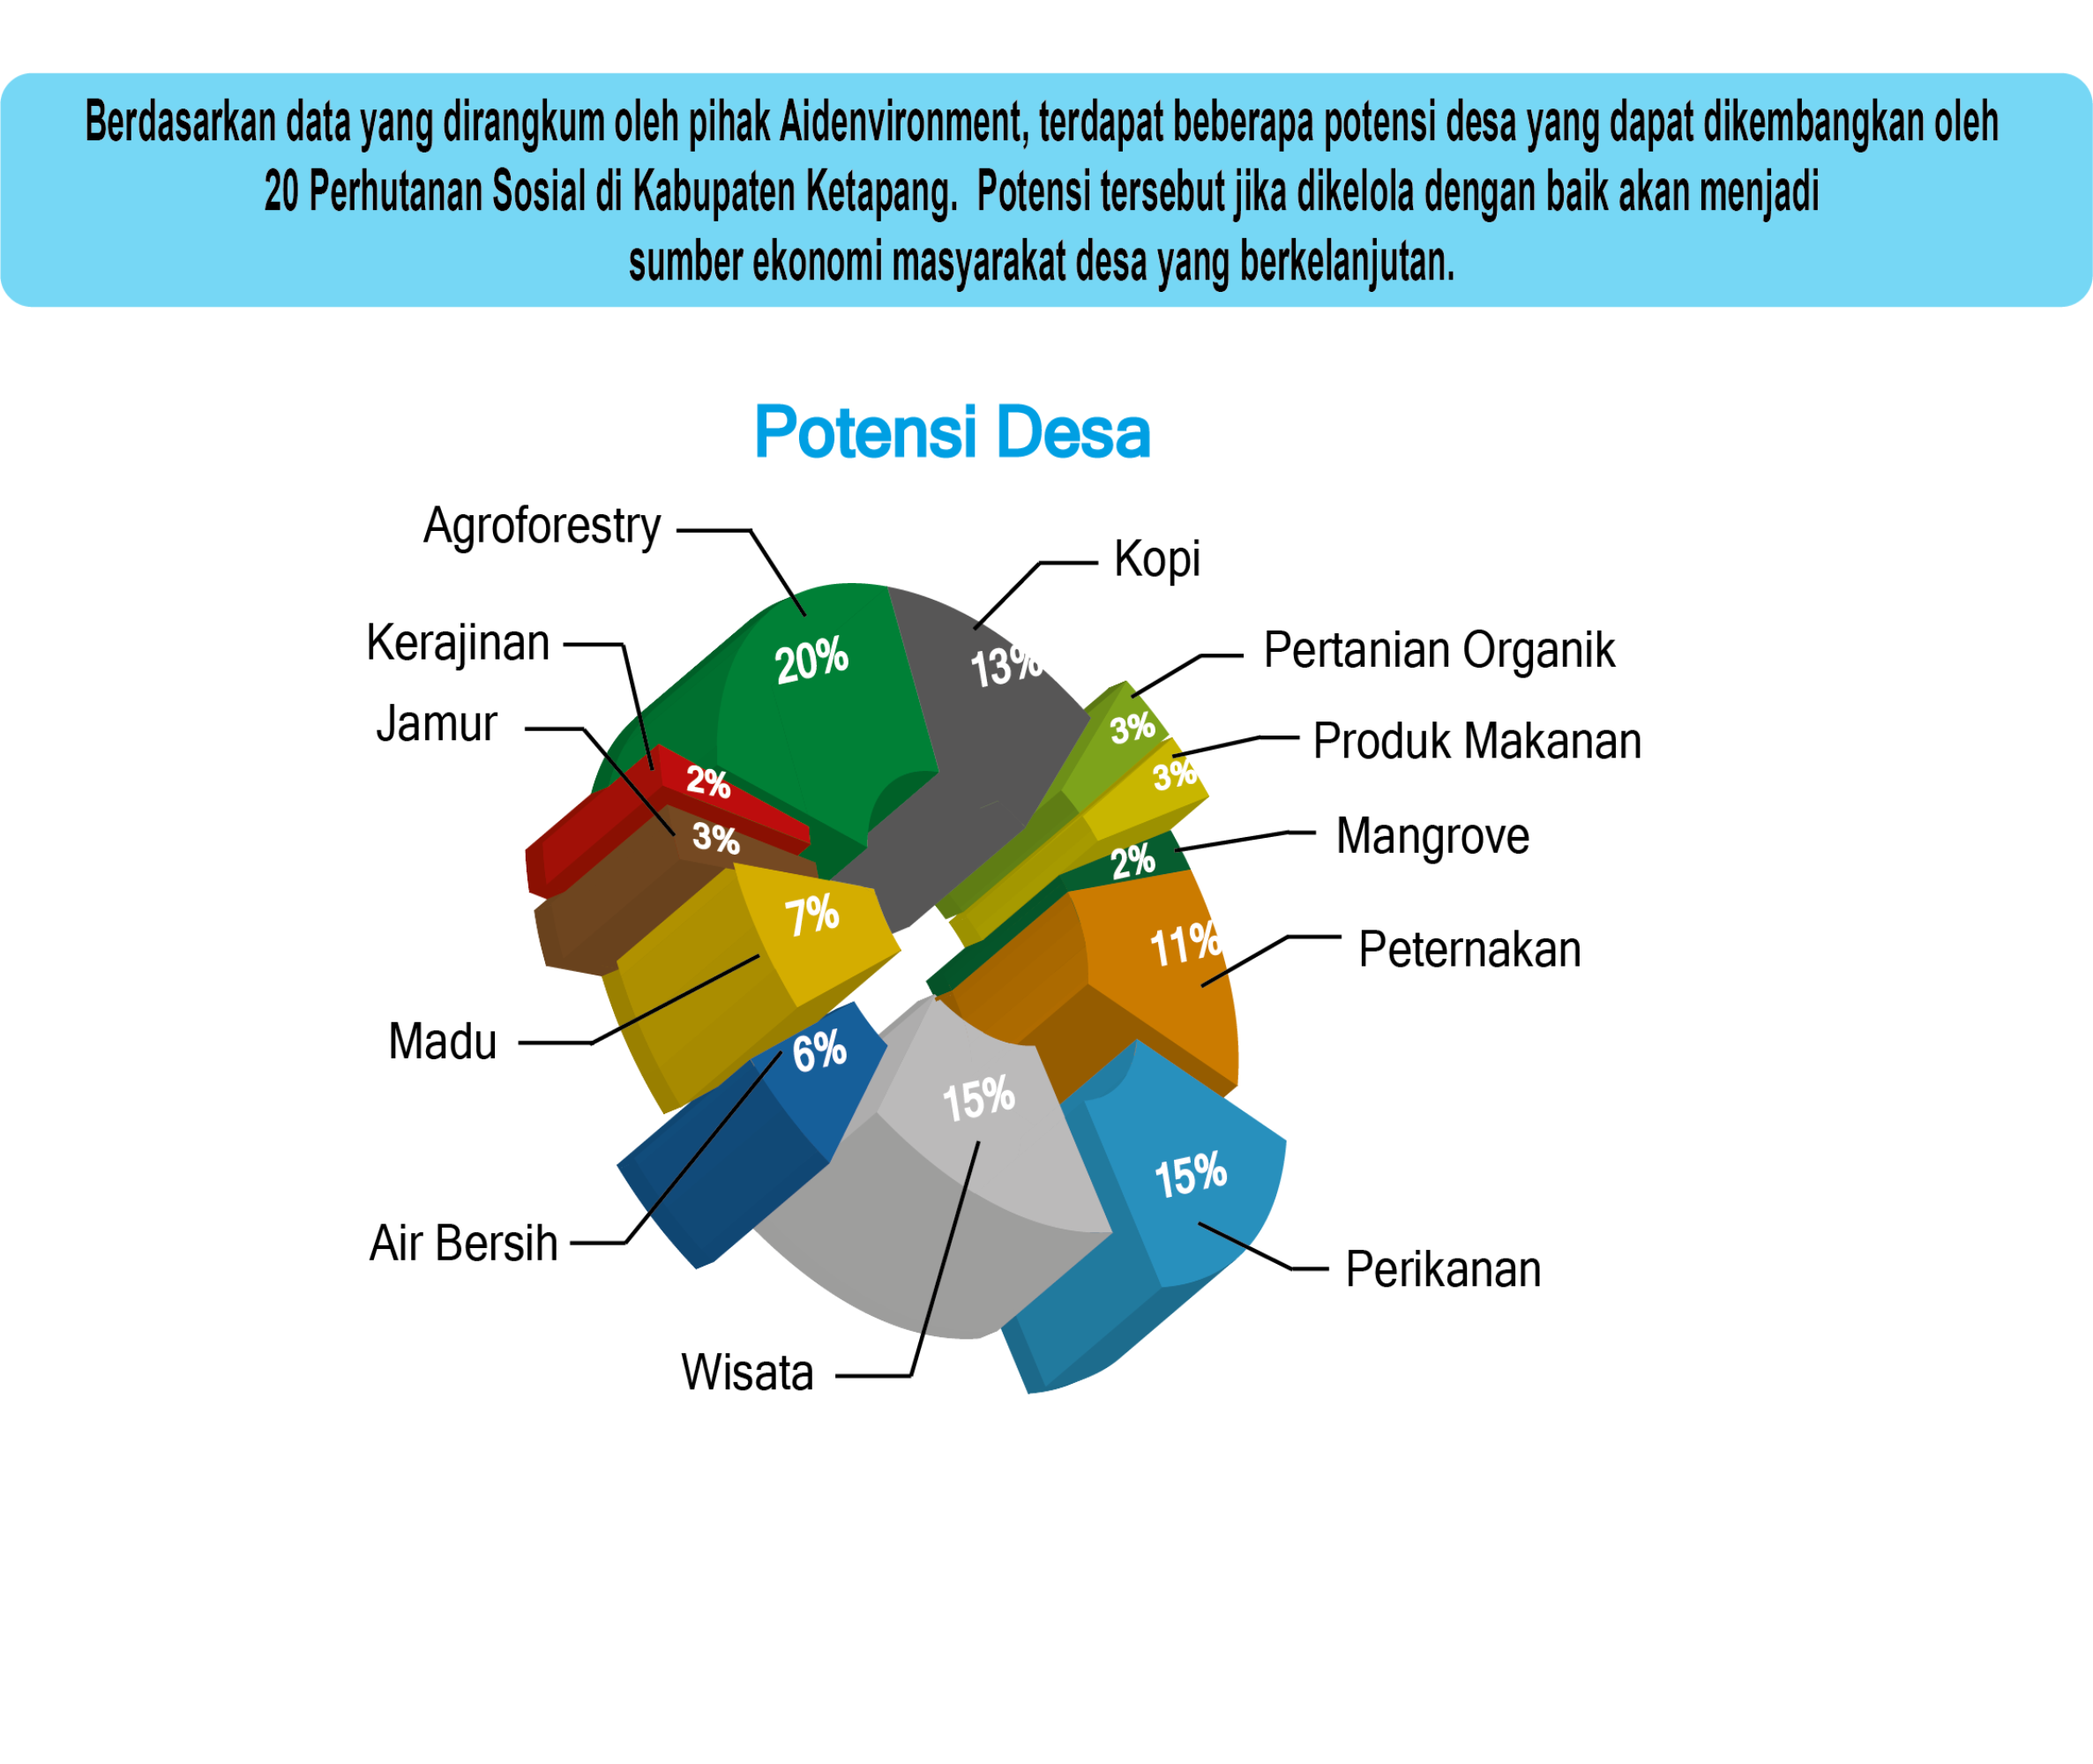 Berdasarkan data yang dirangkum oleh pihak Aidenvironment, terdapat beberapa potensi desa yang dapat dikembangkan oleh
20 Perhutanan Sosial di Kabupaten Ketapang. Potensi tersebut jika dikelola dengan baik akan menjadi
sumber ekonomi masyarakat desa yang berkelanjutan.
Potensi Desa
Agroforestry
Kopi
Kerajinan
Pertanian Organik
20%
13%
Jamur
3%
Produk Makanan
2%
3%
3%
Mangrove
2%
7%
11%
Peternakan
Madu
6%
15%
15%
Air Bersih
Perikanan
Wisata